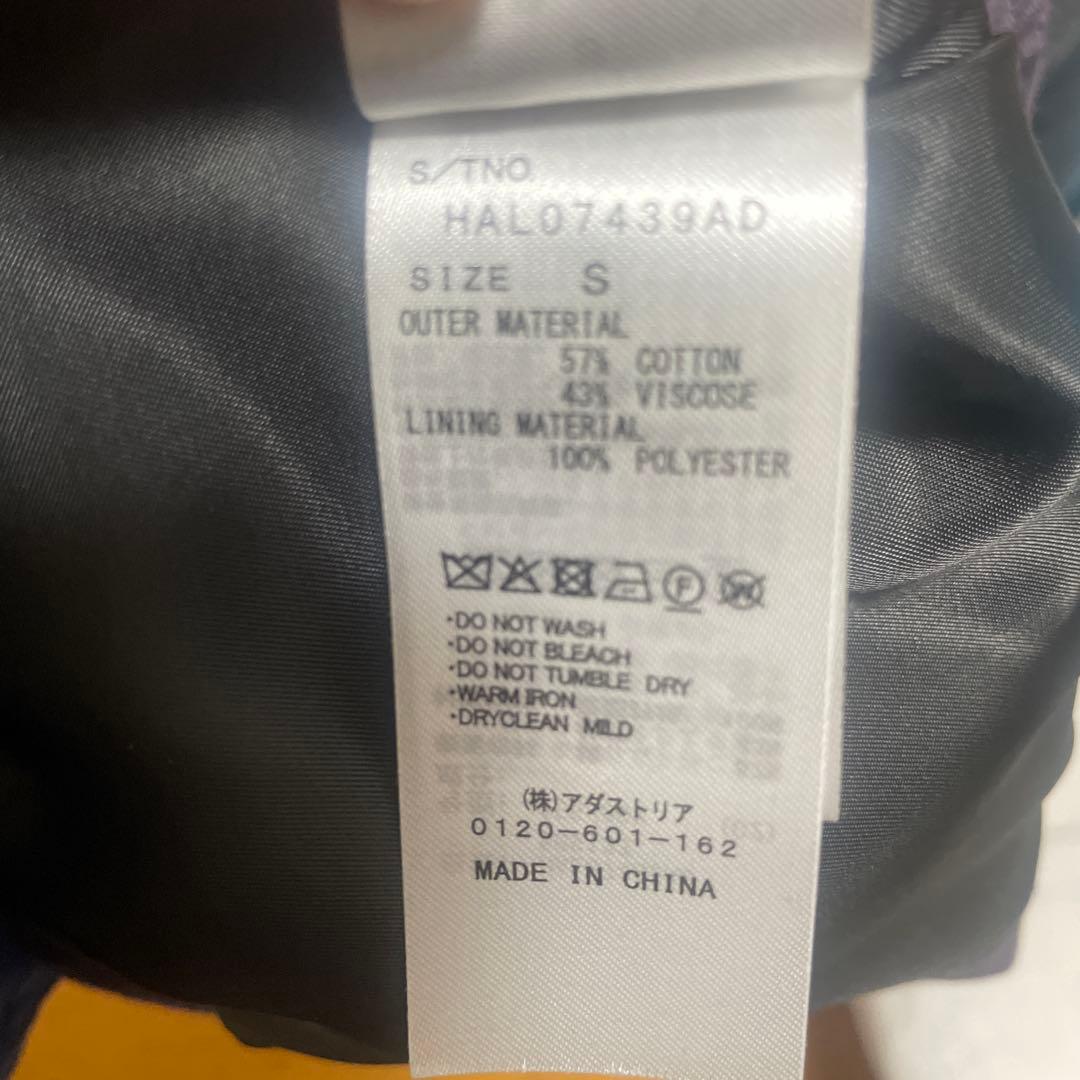 S/TNO.
HAL07439AD
SIZE S
OUTER MATERIAL
57% COTTON
43% VISCOSE
LINING MATERIAL
100% POLYESTER
F W
・DO NOT WASH
・DO NOT BLEACH
・DO NOT TUMBLE DRY
・WARM IRON
・DRYCLEAN MILD
(株)アダストリア
0120-601-162
MADE IN CHINA